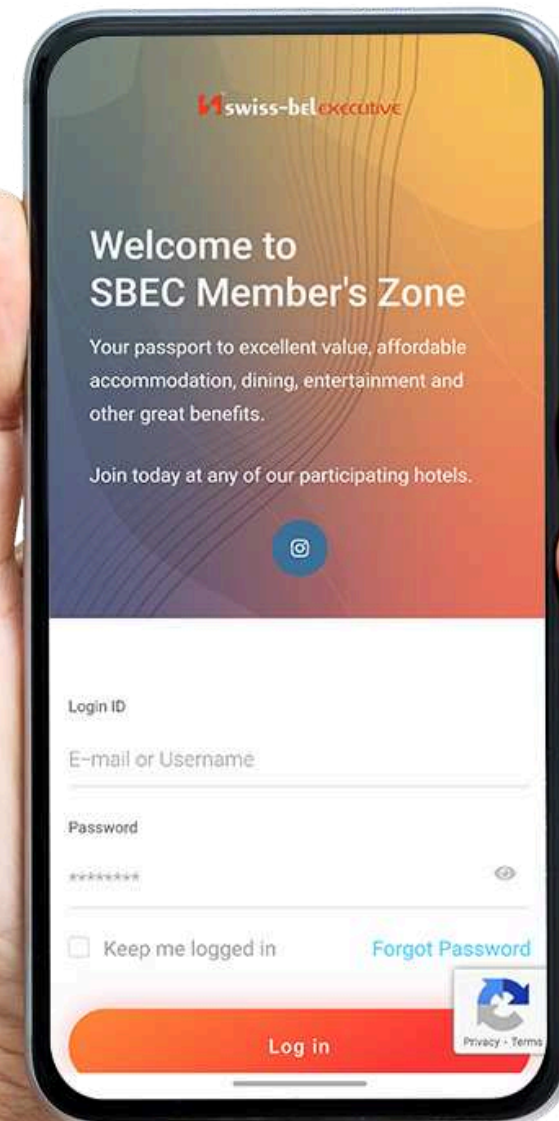 swiss-belexecutive
Welcome to
SBEC Member's Zone
Your passport to excellent value, affordable
accommodation, dining, entertainment and
other great benefits.
Join today at any of our participating hotels.
Login ID
E-mail or Username
Password
********
Keep me logged in
Forgot Password
Privacy - Terms
Log in